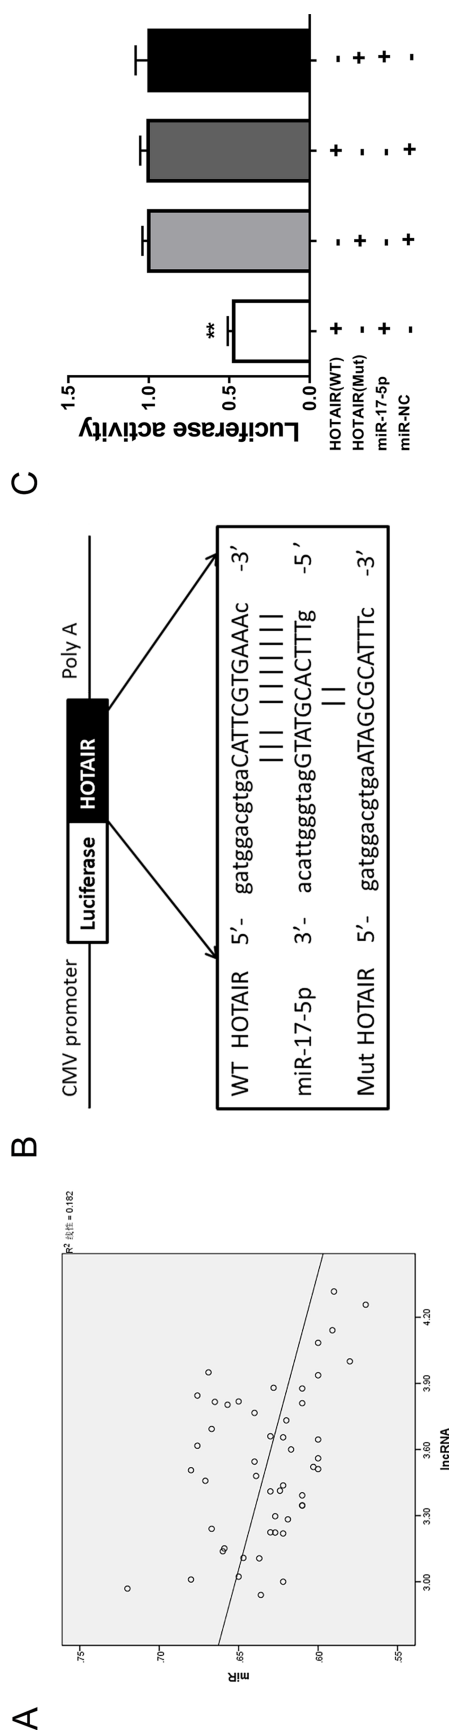 A
R² 线性 = 0.182
.75
.70
.65
.60
.55
miR
3.00
3.30
3.60
3.90
4.20
lncRNA
B
CMV promoter
Luciferase
HOTAIR
Poly A
WT HOTAIR 5'- gatggacgtgaCATTCGTGAAAc -3'
miR-17-5p 3'- acattgggtagGTATGCACTTTg -5'
Mut HOTAIR 5'- gatggacgtgaATAGCGCATTTc -3'
C
Luciferase activity
1.5
1.0
0.5
0.0
**
HOTAIR(WT) + - + -
HOTAIR(Mut) - + - +
miR-17-5p + - - +
miR-NC - + + -